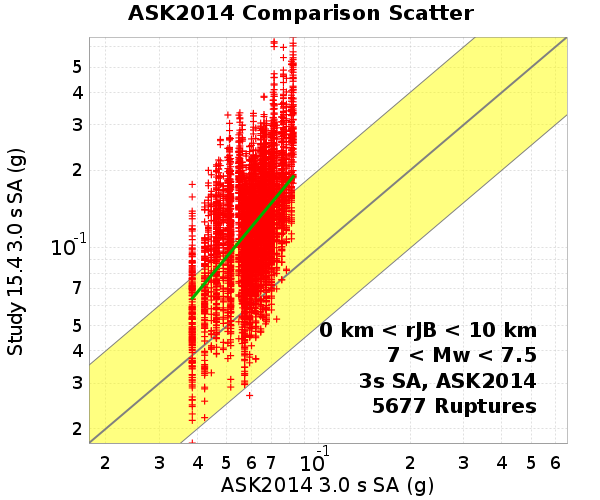 ASK2014 Comparison Scatter
Study 15.4 3.0 s SA (g)
5
4
3
2
10-1
7
5
4
3
2
0 km < rJB < 10 km
7 < Mw < 7.5
3s SA, ASK2014
5677 Ruptures
2 3 4 5 6 7 10-1 2 3 4 5 6
ASK2014 3.0 s SA (g)